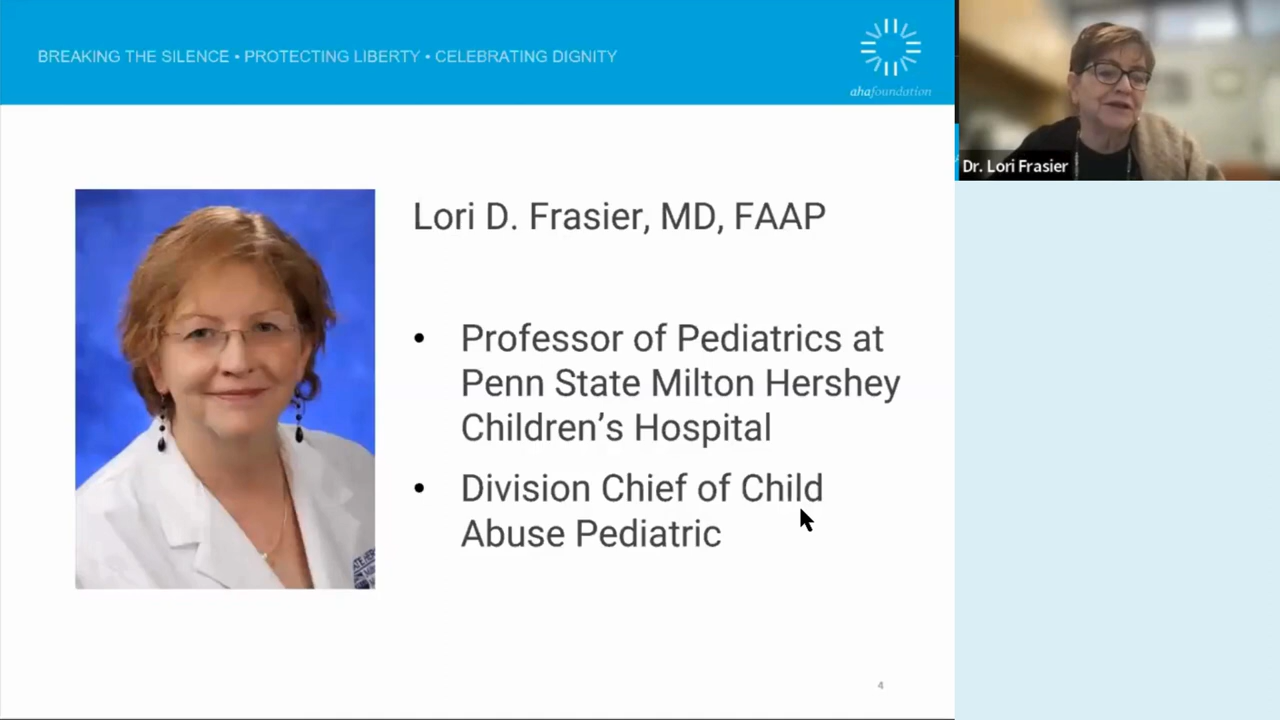 BREAKING THE SILENCE • PROTECTING LIBERTY • CELEBRATING DIGNITY
ahafoundation
Dr. Lori Frasier
Lori D. Frasier, MD, FAAP
• Professor of Pediatrics at
Penn State Milton Hershey
Children’s Hospital
• Division Chief of Child
Abuse Pediatric
4